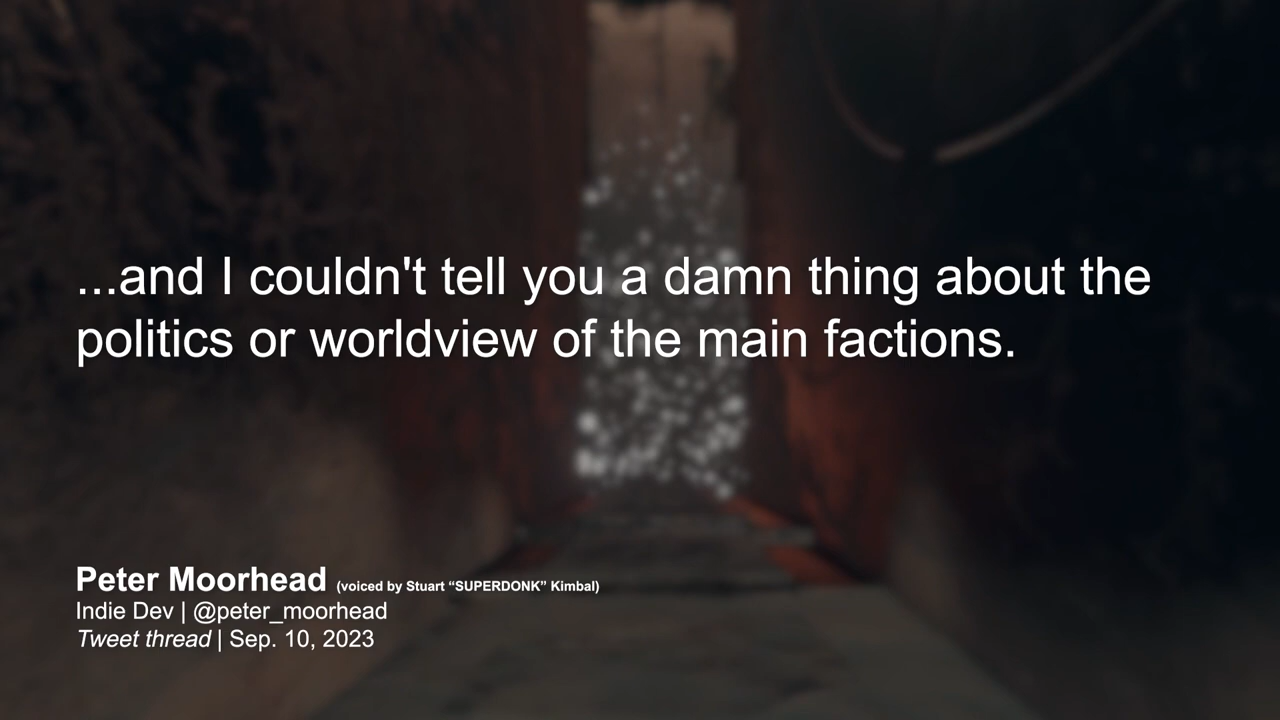 ...and I couldn't tell you a damn thing about the
politics or worldview of the main factions.
Peter Moorhead (voiced by Stuart “SUPERDONK” Kimbal)
Indie Dev | @peter_moorhead
Tweet thread | Sep. 10, 2023